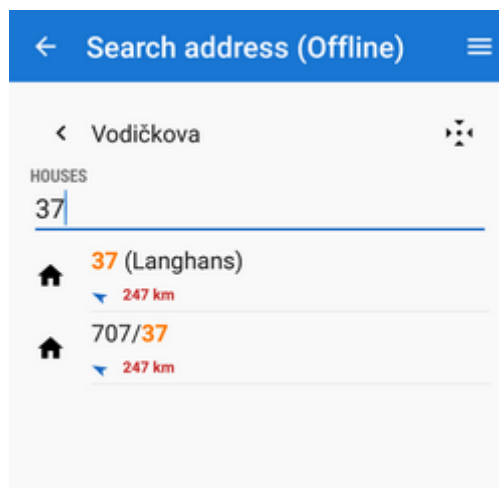 Search address (Offline)
Vodičkova
HOUSES
37
37 (Langhans)
247 km
707/37
247 km